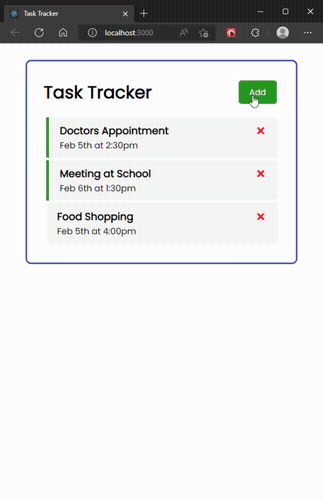 Task Tracker
localhost:3000
Task Tracker
Add
Doctors Appointment
Feb 5th at 2:30pm
Meeting at School
Feb 6th at 1:30pm
Food Shopping
Feb 5th at 4:00pm